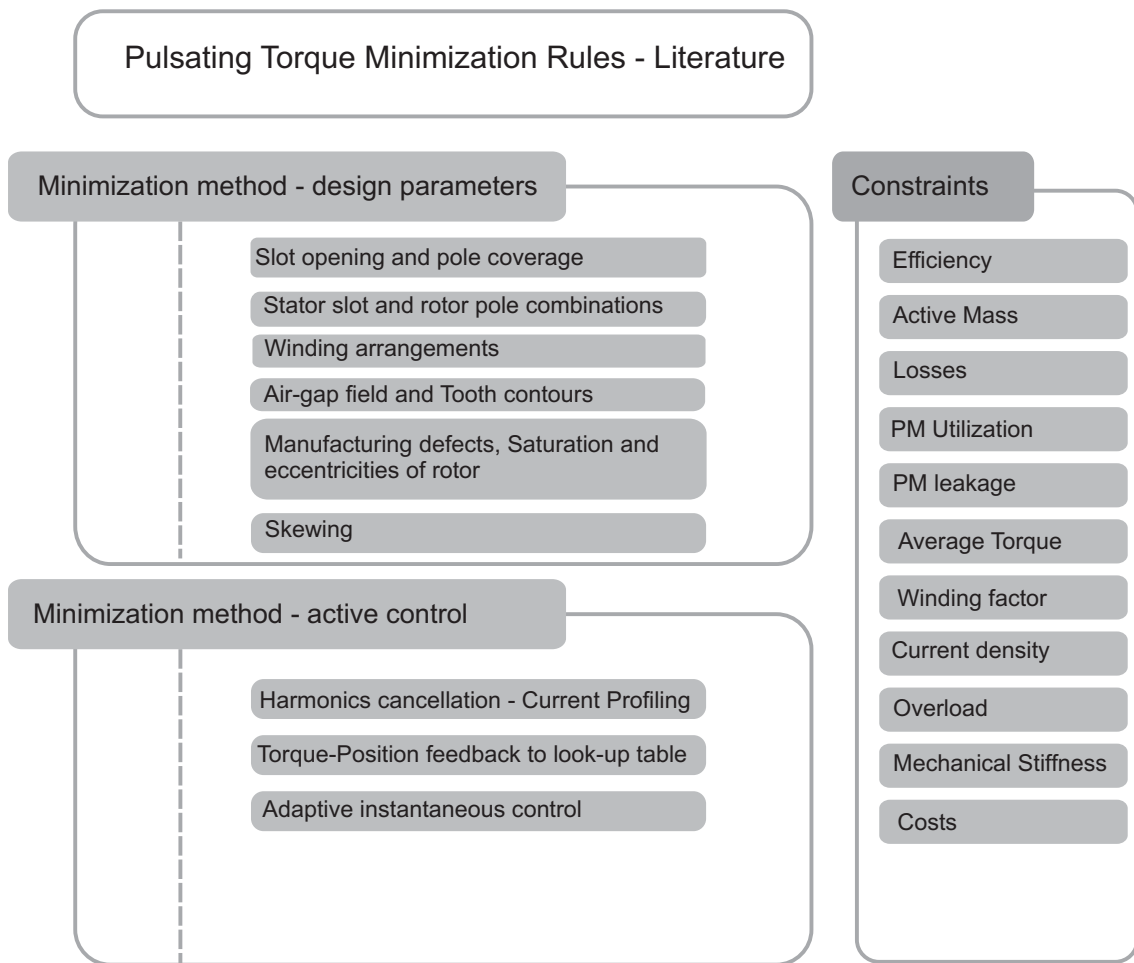 Pulsating Torque Minimization Rules - Literature
Minimization method - design parameters
Slot opening and pole coverage
Stator slot and rotor pole combinations
Winding arrangements
Air-gap field and Tooth contours
Manufacturing defects, Saturation and
eccentricities of rotor
Skewing
Minimization method - active control
Harmonics cancellation - Current Profiling
Torque-Position feedback to look-up table
Adaptive instantaneous control
Constraints
Efficiency
Active Mass
Losses
PM Utilization
PM leakage
Average Torque
Winding factor
Current density
Overload
Mechanical Stiffness
Costs